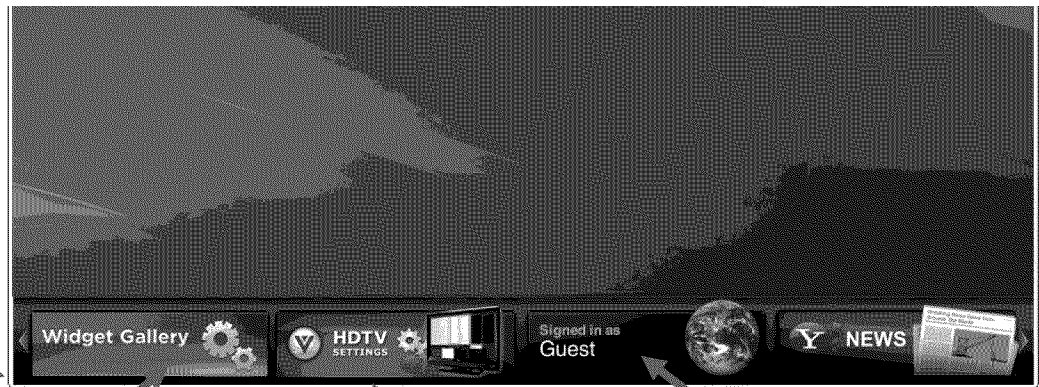 Widget Gallery
V
HDTV
SETTINGS
Signed in as
Guest
Y NEWS